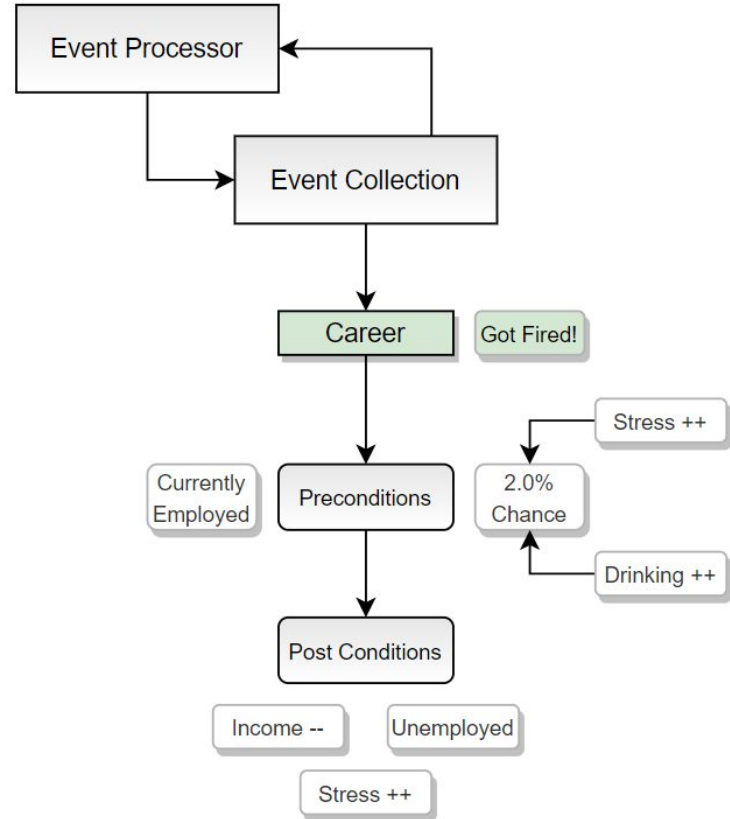 Event Processor
Event Collection
Career
Got Fired!
Stress ++
Currently
Employed
Preconditions
2.0%
Chance
Drinking ++
Post Conditions
Income --
Unemployed
Stress ++